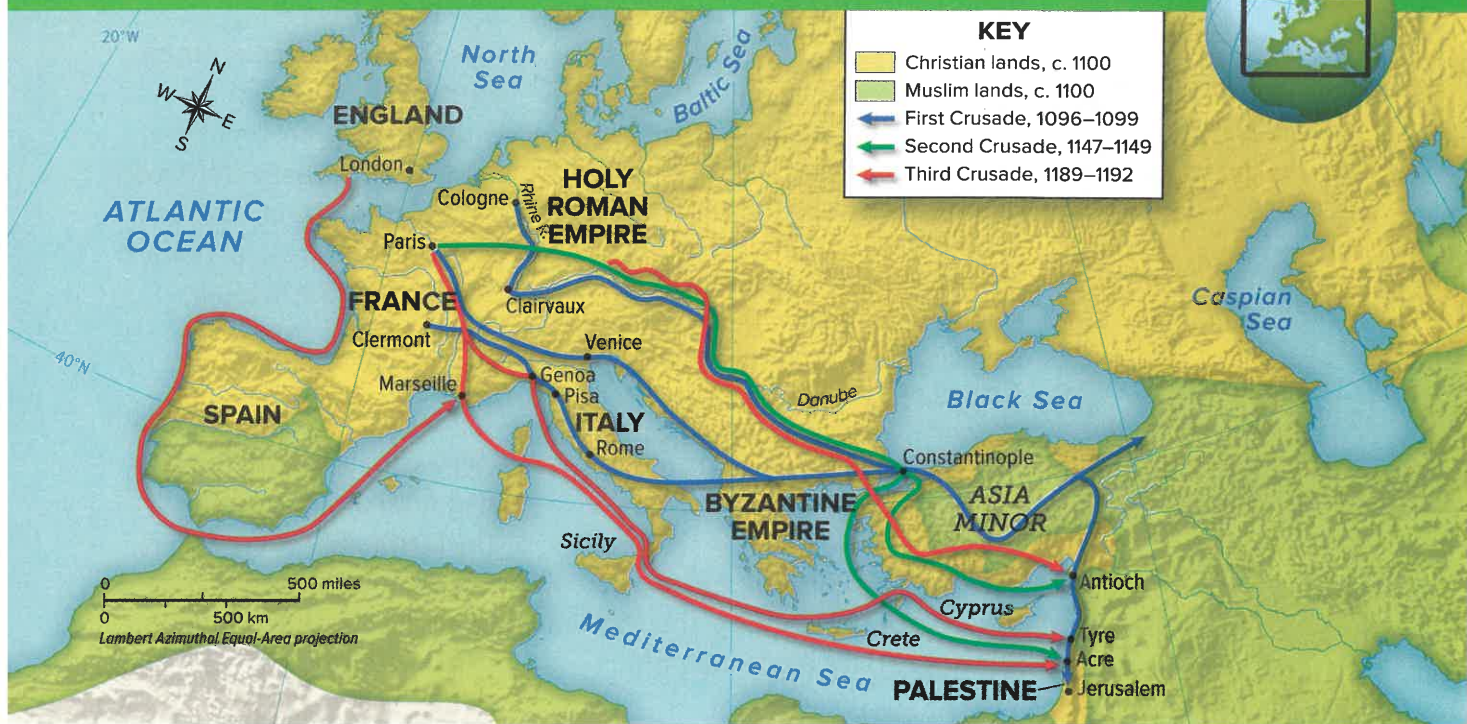 KEY
Christian lands, c. 1100
Muslim lands, c. 1100
First Crusade, 1096–1099
Second Crusade, 1147–1149
Third Crusade, 1189–1192
20°W
N
W
E
S
North
Sea
Baltic Sea
ENGLAND
London
ATLANTIC
OCEAN
Cologne
Rhine R.
HOLY
ROMAN
EMPIRE
Paris
FRANCE
Clairvaux
Clermont
Venice
Caspian
Sea
40°N
Marseille
Genoa
Pisa
Danube
Black Sea
SPAIN
ITALY
Rome
Constantinople
ASIA
MINOR
BYZANTINE
EMPIRE
Sicily
0 500 miles
0 500 km
Lambert Azimuthal Equal-Area projection
Antioch
Cyprus
Crete
Tyre
Acre
Mediterranean Sea
PALESTINE
Jerusalem